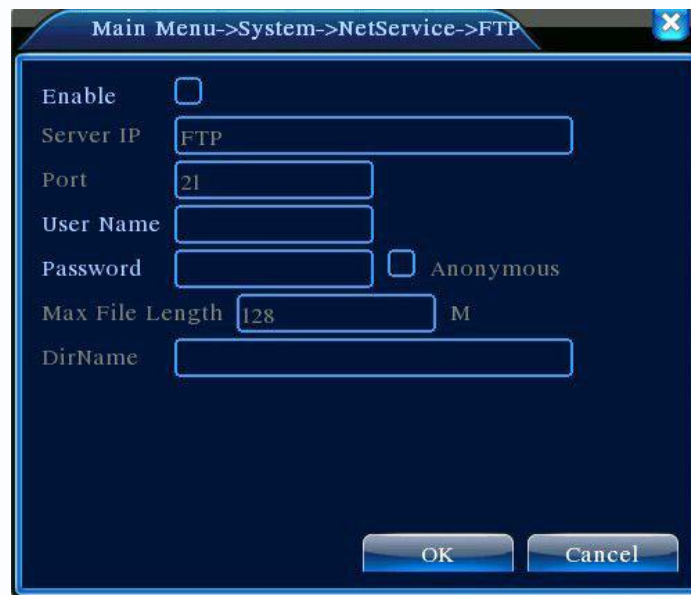 Main Menu->System->NetService->FTP
Enable
Server IP FTP
Port 21
User Name
Password Anonymous
Max File Length 128 M
DirName
OK Cancel